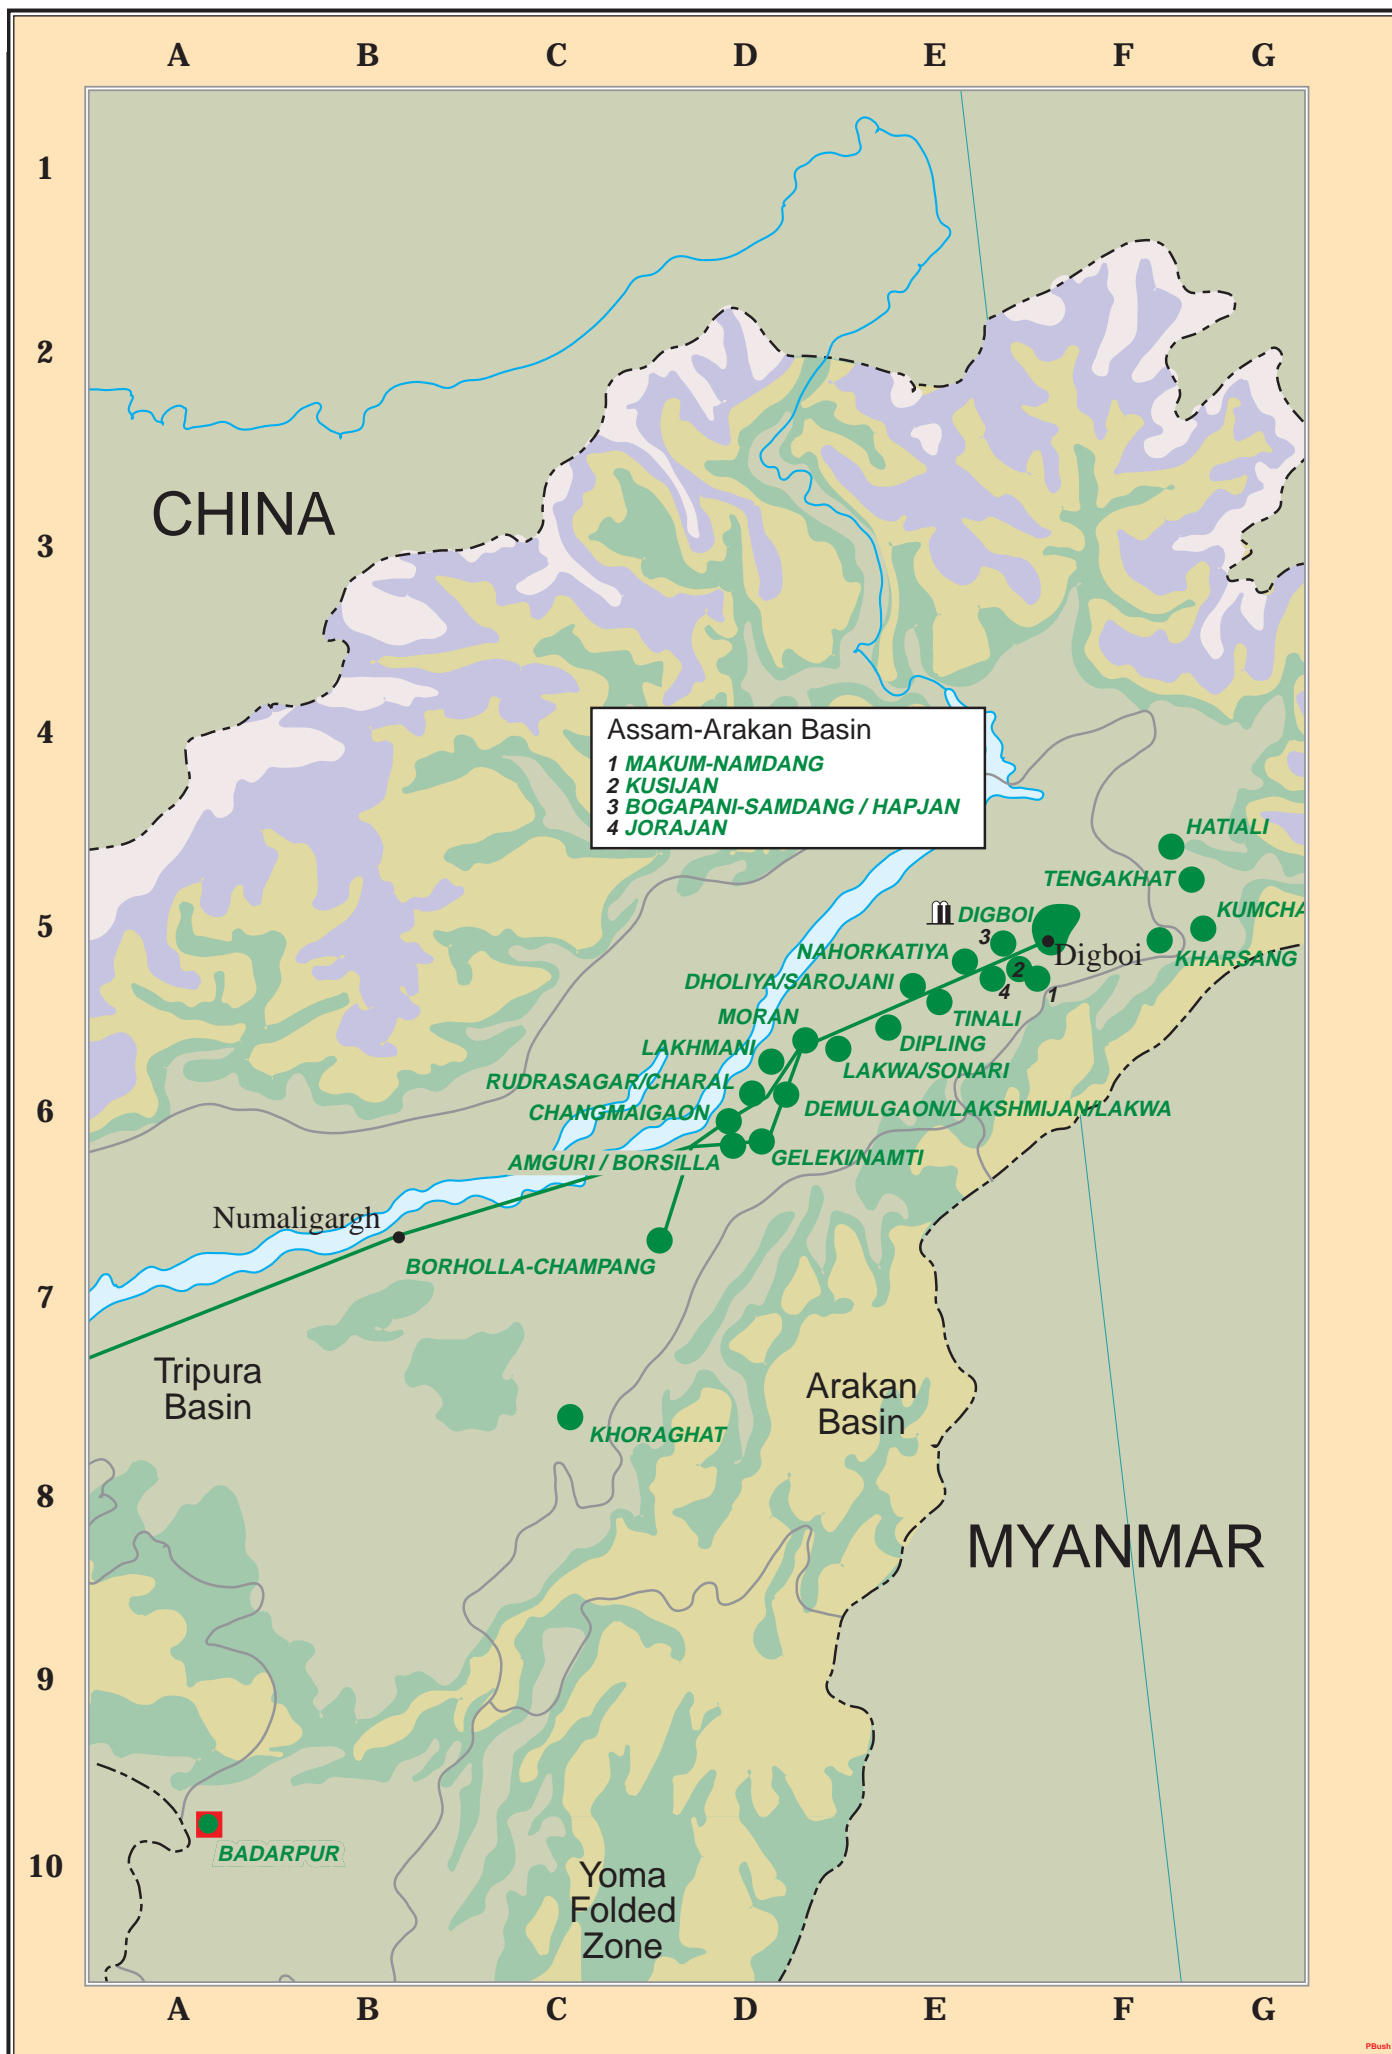 A B C D E F G
1
2
CHINA
3
4
Assam-Arakan Basin
1 MAKUM-NAMDANG
2 KUSIJAN
3 BOGAPANI-SAMDANG / HAPJAN
4 JORAJAN
HATIALI
TENGAKHAT
5
DIGBOI
KUMCHA
3
NAHORKATIYA
Digboi
KHARSANG
2
DHOLIYA/SAROJANI
4
1
MORAN
TINALI
LAKHMANI
DIPLING
LAKWA/SONARI
RUDRASAGAR/CHARAL
6
CHANGMAIGAON
DEMULGAON/LAKSHMIJAN/LAKWA
AMGURI / BORSILLA
GELEKI/NAMTI
Numaligargh
BORHOLLA-CHAMPANG
7
Tripura
Basin
Arakan
Basin
KHORAGHAT
8
MYANMAR
9
BADARPUR
10
Yoma
Folded
Zone
A B C D E F G
PBush